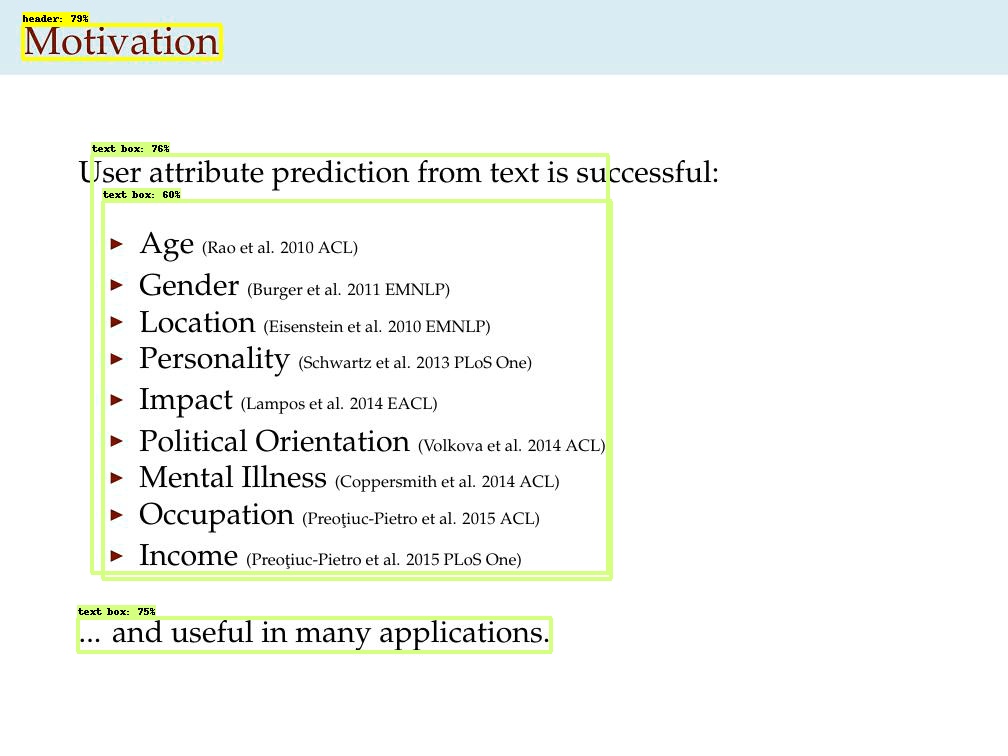 header: 79%
Motivation
text box: 76%
User attribute prediction from text is successful:
text box: 60%
► Age (Rao et al. 2010 ACL)
► Gender (Burger et al. 2011 EMNLP)
► Location (Eisenstein et al. 2010 EMNLP)
► Personality (Schwartz et al. 2013 PLoS One)
► Impact (Lampos et al. 2014 EACL)
► Political Orientation (Volkova et al. 2014 ACL)
► Mental Illness (Coppersmith et al. 2014 ACL)
► Occupation (Preoţiuc-Pietro et al. 2015 ACL)
► Income (Preoţiuc-Pietro et al. 2015 PLoS One)
text box: 75%
... and useful in many applications.